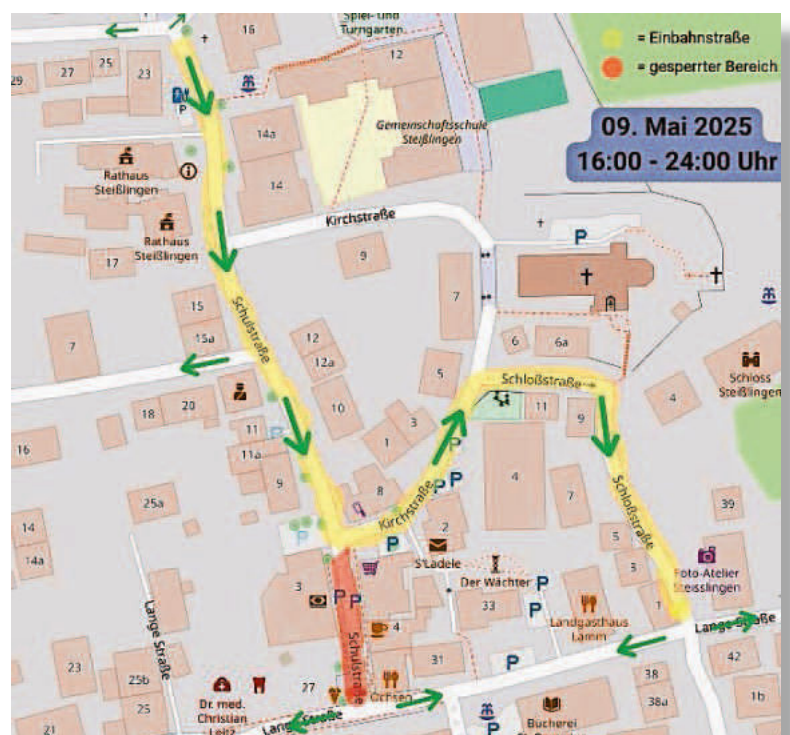 Spiel- und
Turngarten.
16
12
= Einbahnstraße
= gesperrter Bereich
09. Mai 2025
16:00 - 24:00 Uhr
29
27
25
23
P
14a
Gemeinschaftsschule
Steißlingen
Rathaus
Steißlingen
14
Rathaus
Steißlingen
Kirchstraße
P
17
9
7
15
15a
Schulstraße
12
12a
6
6a
7
5
Schloßstraße
Schloss
Steißlingen
4
18
20
10
3
1
11
9
11
11a
P
9
16
8
P
P
P
4
7
Kirchstraße
Schloßstraße
25a
39
14
14a
P
P
2
5
S'Lädele
Der Wächter
P
3
Foto-Atelier
Steisslingen
3
P
P
33
P
Landgasthaus
Lamm
1
Lange Straße
4
Lange Straße
Schulstraße
31
P
42
23
25b
25
27
Ochsen
38
38a
1b
Dr. med.
Christian
Leitz
Lange Straße
Bücherei
P
21